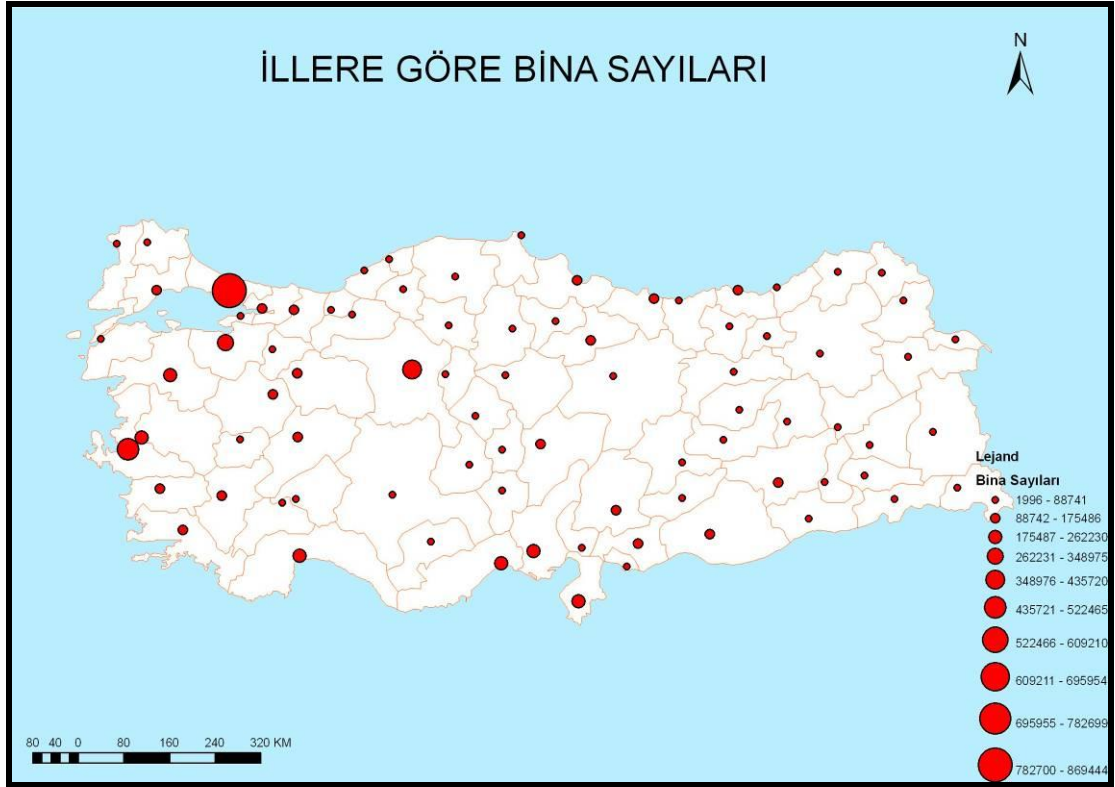 İLLERE GÖRE BİNA SAYILARI
N
Lejand
Bina Sayıları
1996 - 88741
88742 - 175486
175487 - 262230
262231 - 348975
348976 - 435720
435721 - 522465
522466 - 609210
609211 - 695954
695955 - 782699
782700 - 869444
80 40 0 80 160 240 320 KM